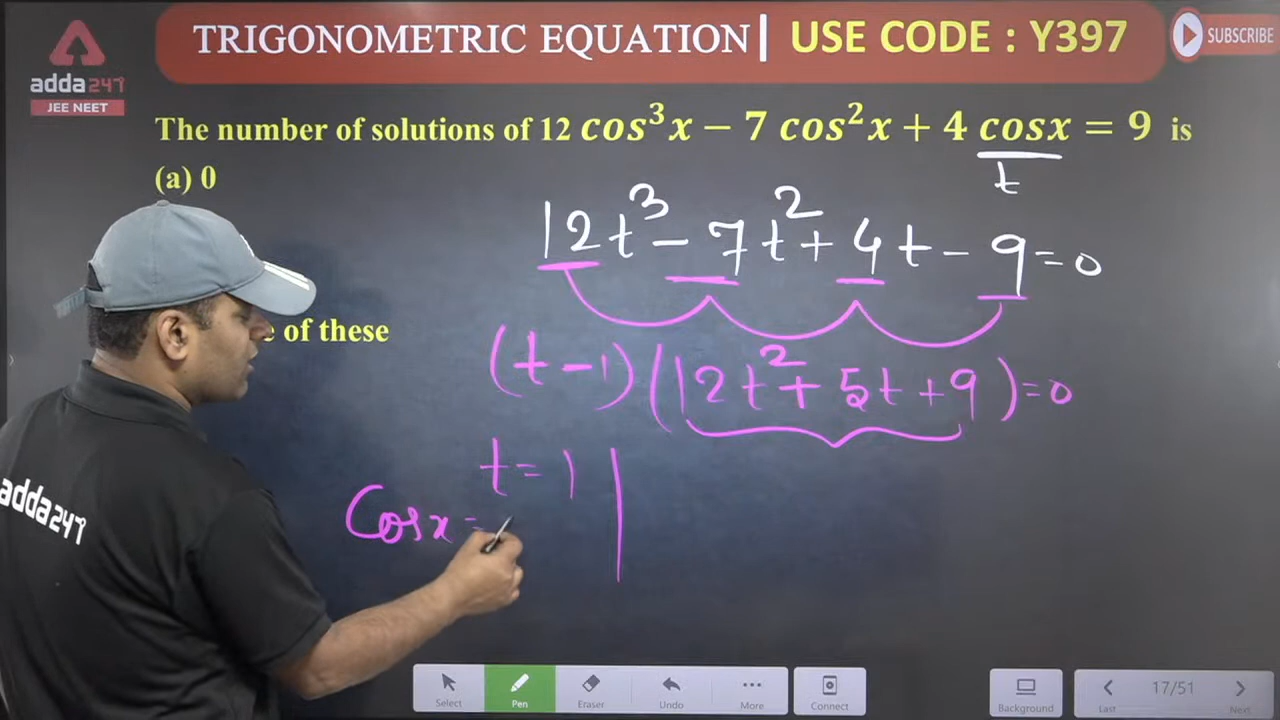 TRIGONOMETRIC EQUATION | USE CODE : Y397
SUBSCRIBE
adda247
JEE NEET
The number of solutions of 12 cos³x − 7 cos²x + 4 cosx = 9 is
t
(a) 0
12t³ − 7t² + 4t − 9 = 0
e of these
(t − 1)(12t² + 5t + 9) = 0
t = 1
Cosx =
adda247
Select
Pen
Eraser
Undo
More
Connect
Background
Last
17/51
Next